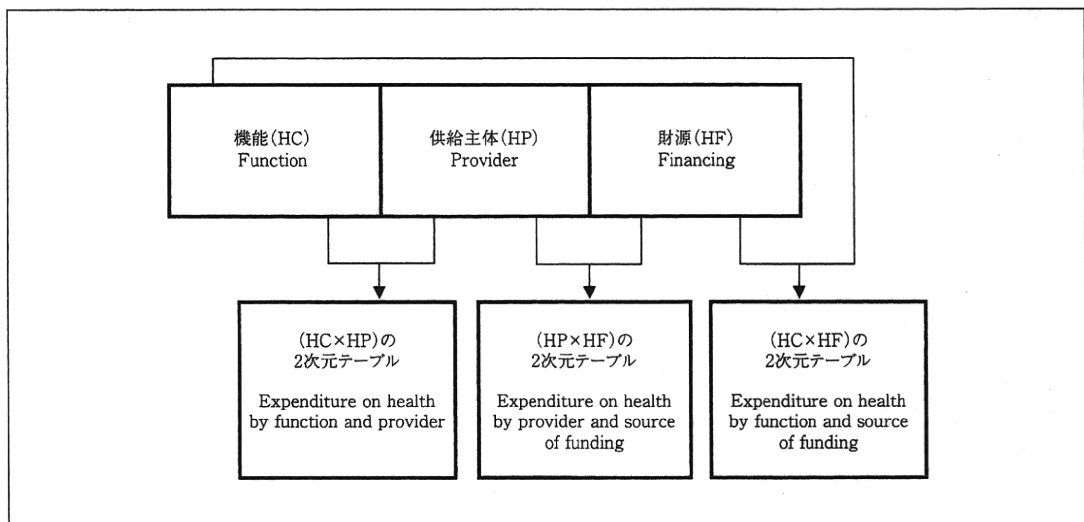 機能(HC)
Function
供給主体(HP)
Provider
財源(HF)
Financing
(HC×HP)の
2次元テーブル
Expenditure on health
by function and provider
(HP×HF)の
2次元テーブル
Expenditure on health
by provider and source
of funding
(HC×HF)の
2次元テーブル
Expenditure on health
by function and source
of funding